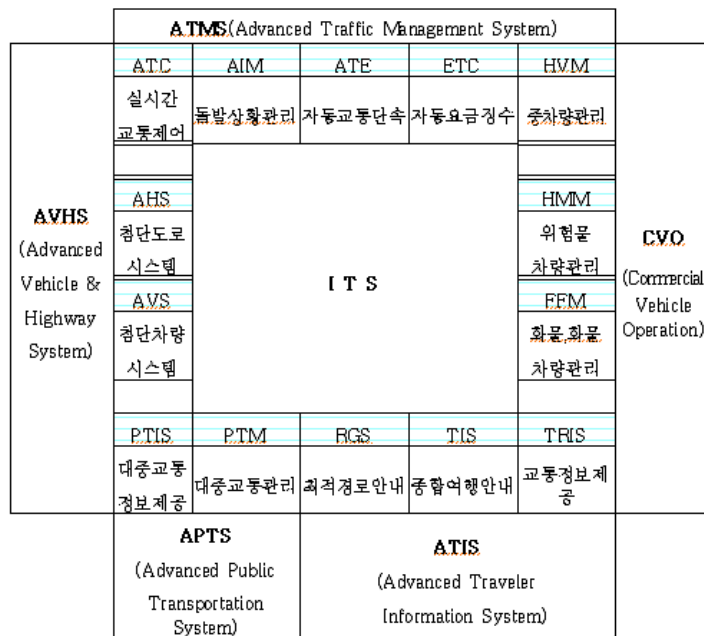 ATMS(Advanced Traffic Management System)
ATC
AIM
ATE
ETC
HVM
실시간
교통제어
돌발상황관리
자동교통단속
자동요금징수
중차량관리
AVHS
(Advanced
Vehicle &
Highway
System)
AHS
첨단도로
시스템
AVS
첨단차량
시스템
I T S
HMM
위험물
차량관리
FFM
화물,화물
차량관리
CVO
(Commercial
Vehicle
Operation)
PTIS
PTM
RGS
TIS
TRIS
대중교통
정보제공
대중교통관리
최적경로안내
종합여행안내
교통정보제
공
APTS
(Advanced Public
Transportation
System)
ATIS
(Advanced Traveler
Information System)